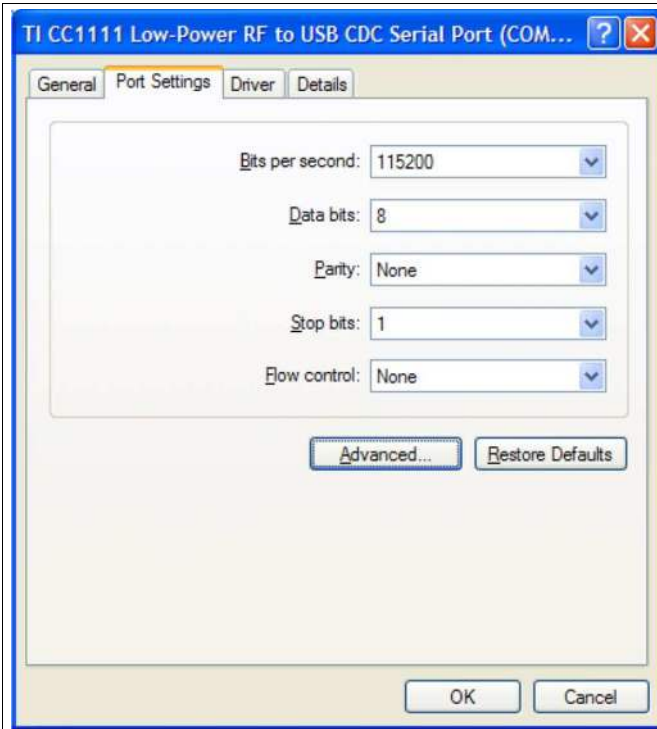 TI CC1111 Low-Power RF to USB CDC Serial Port (COM... ?
General Port Settings Driver Details
Bits per second: 115200
Data bits: 8
Parity: None
Stop bits: 1
Flow control: None
Advanced... Restore Defaults
OK Cancel